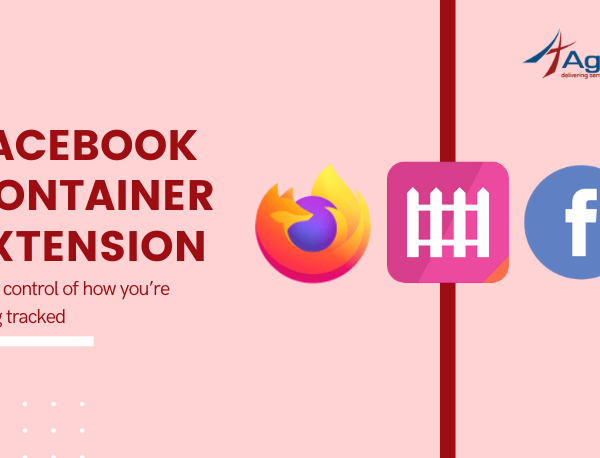 ACEBOOK
ONTAINER
XTENSION
control of how you’re
g tracked
Ag
delivering ser
f